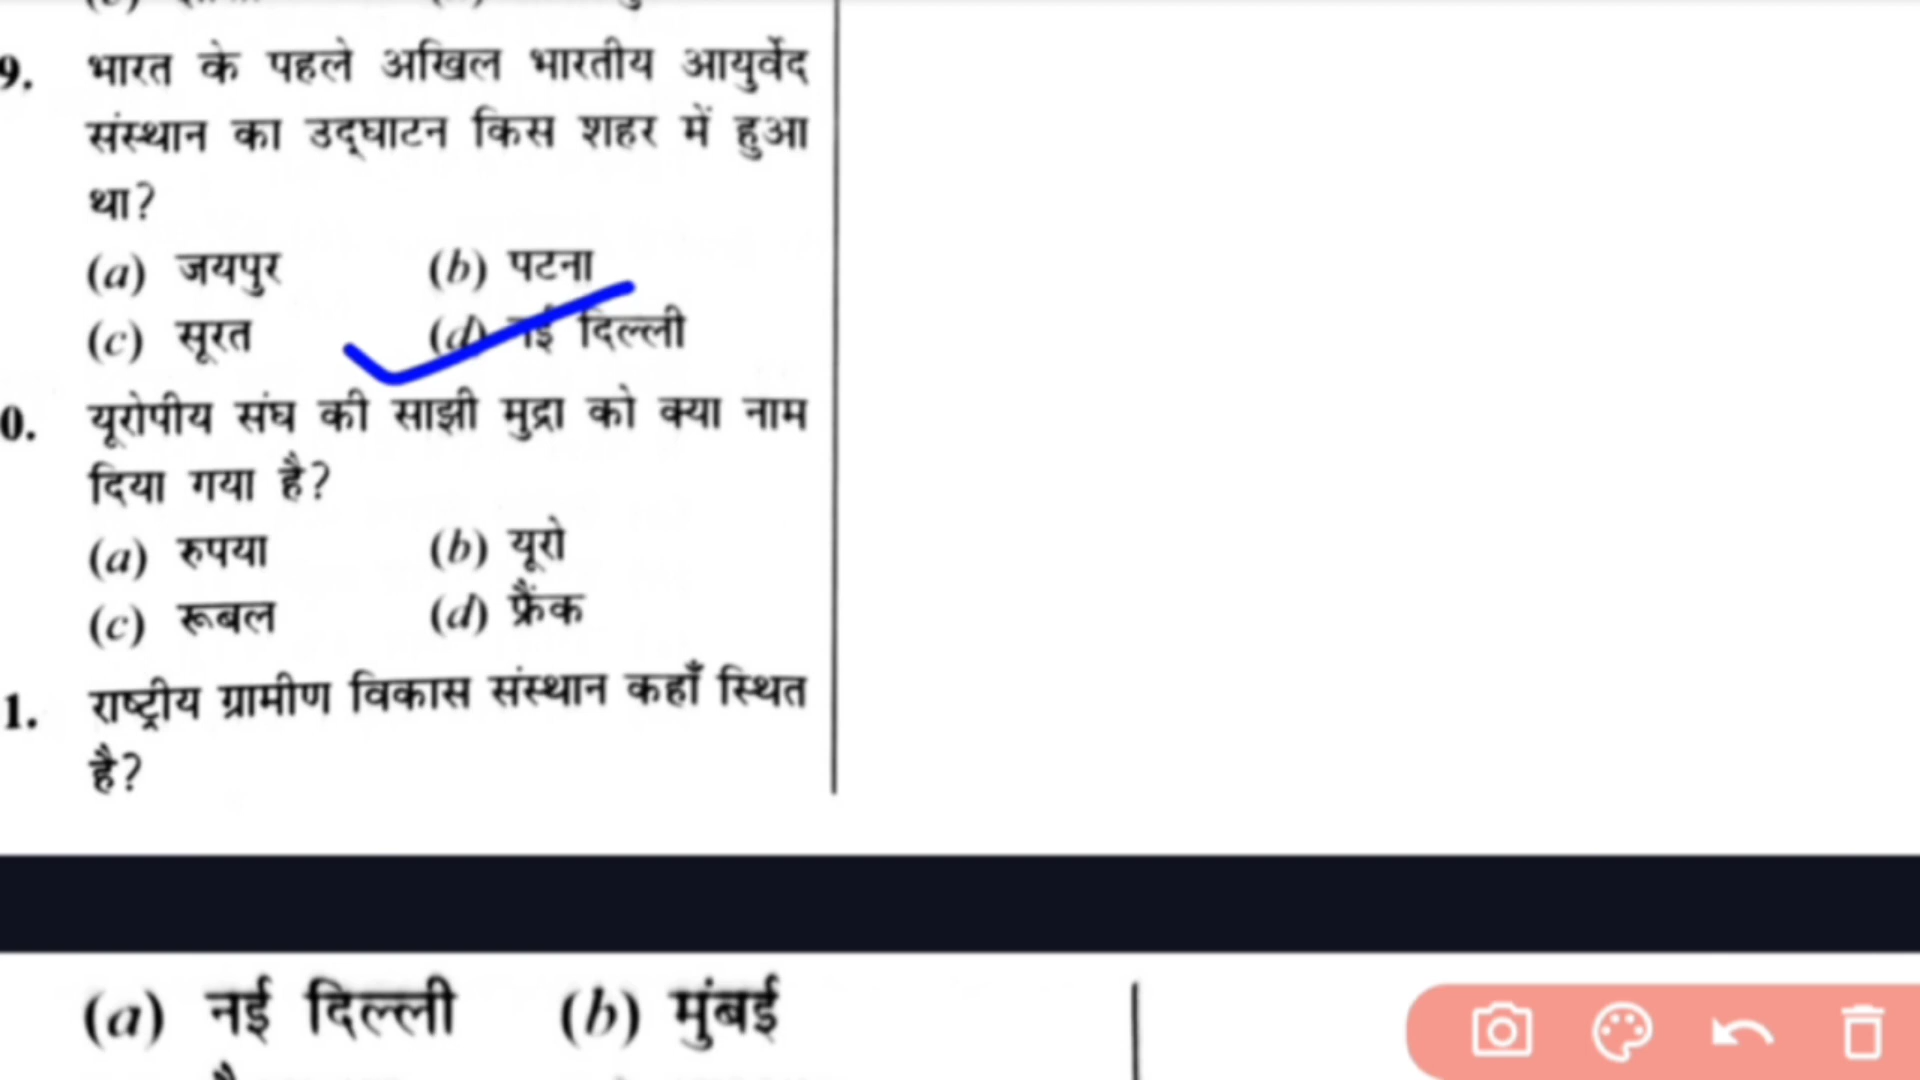 9. भारत के पहले अखिल भारतीय आयुर्वेद
संस्थान का उद्घाटन किस शहर में हुआ
था?
(a) जयपुर (b) पटना
(c) सूरत (d) नई दिल्ली
0. यूरोपीय संघ की साझी मुद्रा को क्या नाम
दिया गया है?
(a) रुपया (b) यूरो
(c) रूबल (d) फ्रैंक
1. राष्ट्रीय ग्रामीण विकास संस्थान कहाँ स्थित
है?
(a) नई दिल्ली (b) मुंबई